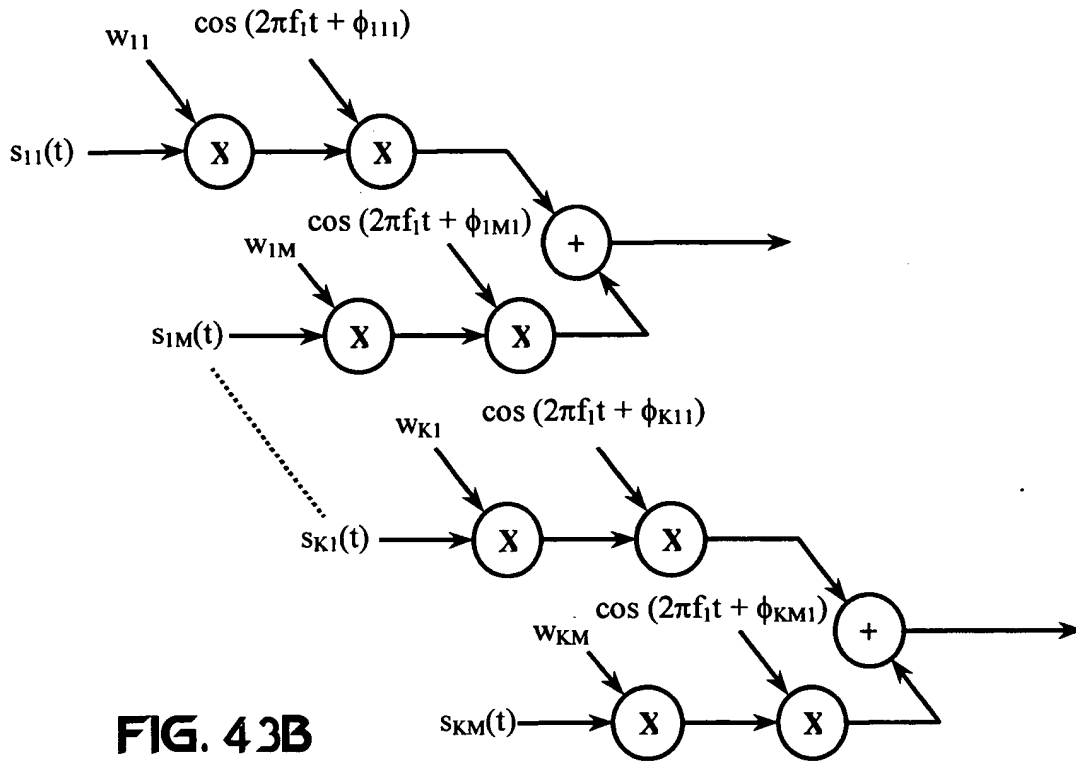 w₁₁
cos (2πf₁t + ϕ₁₁₁)
s₁₁(t)
X
X
+
cos (2πf₁t + ϕ₁M₁)
w₁M
s₁M(t)
X
X
cos (2πf₁t + ϕK₁₁)
wK₁
sK₁(t)
X
X
+
cos (2πf₁t + ϕKM₁)
wKM
sKM(t)
X
X
FIG. 43B